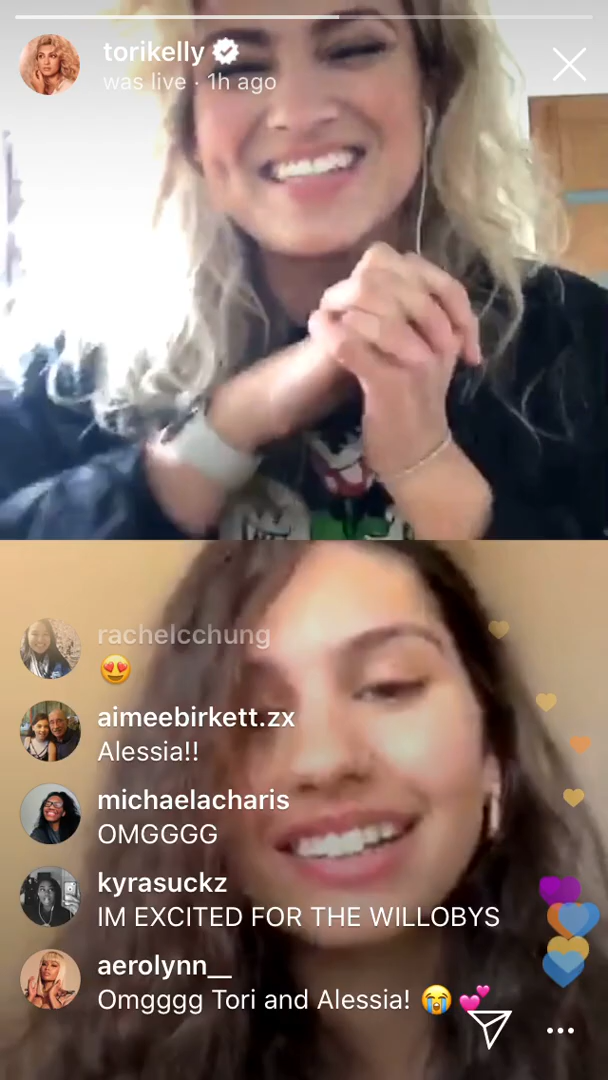 torikelly
was live · 1h ago
rachelcchung
😍
aimeebirkett.zx
Alessia!!
michaelacharis
OMGGGG
kyrasuckz
IM EXCITED FOR THE WILLOBYS
aerolynn__
Omgggg Tori and Alessia! 😭 💕